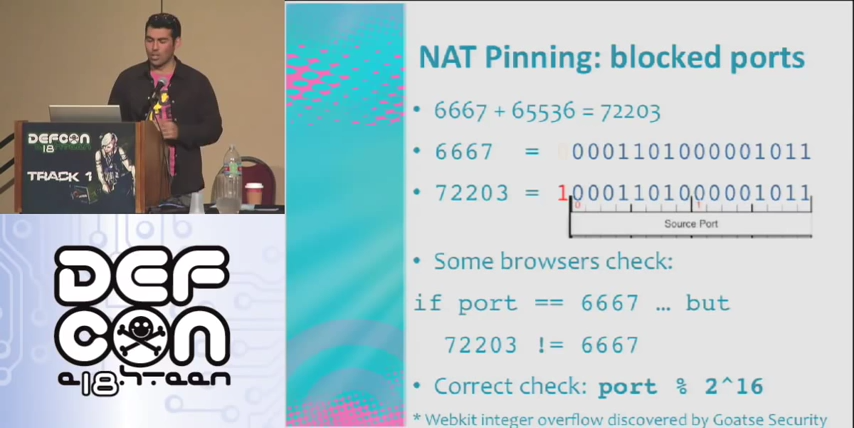 DEFCON
18
TRACK 1
DEF
CON
e18hteen
NAT Pinning: blocked ports
• 6667 + 65536 = 72203
• 6667 = 0001101000001011
• 72203 = 10001101000001011
0 1
Source Port
• Some browsers check:
if port == 6667 … but
72203 != 6667
• Correct check: port % 2^16
* Webkit integer overflow discovered by Goatse Security